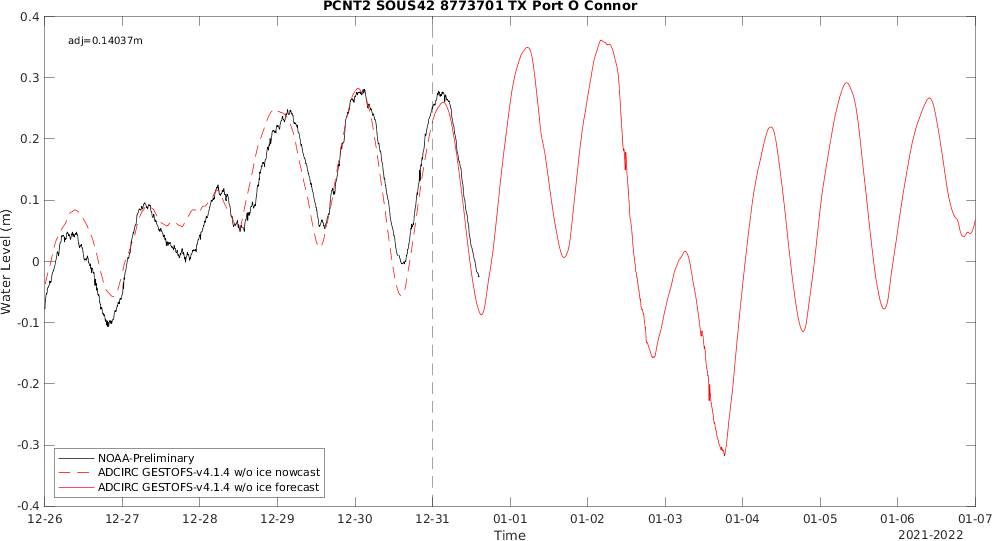 PCNT2 SOUS42 8773701 TX Port O Connor
adj=0.14037m
0.4
0.3
0.2
0.1
0
-0.1
-0.2
-0.3
-0.4
Water Level (m)
NOAA-Preliminary
ADCIRC GESTOFS-v4.1.4 w/o ice nowcast
ADCIRC GESTOFS-v4.1.4 w/o ice forecast
12-26 12-27 12-28 12-29 12-30 12-31 01-01 01-02 01-03 01-04 01-05 01-06 01-07
Time
2021-2022